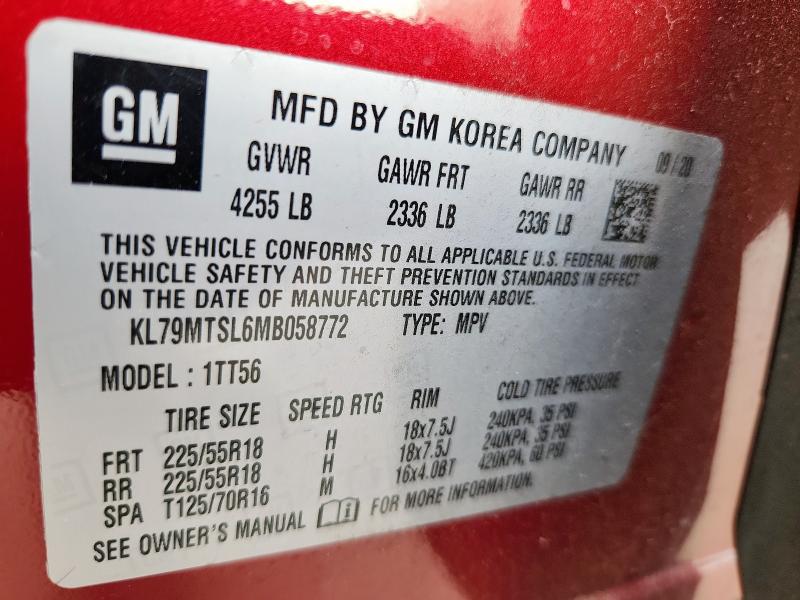 GM
MFD BY GM KOREA COMPANY 09/20
GVWR GAWR FRT GAWR RR
4255 LB 2336 LB 2336 LB
THIS VEHICLE CONFORMS TO ALL APPLICABLE U.S. FEDERAL MOTOR
VEHICLE SAFETY AND THEFT PREVENTION STANDARDS IN EFFECT
ON THE DATE OF MANUFACTURE SHOWN ABOVE.
KL79MTSL6MB058772 TYPE: MPV
MODEL : 1TT56
TIRE SIZE SPEED RTG RIM COLD TIRE PRESSURE
FRT 225/55R18 H 18x7.5J 240KPA, 35 PSI
RR 225/55R18 H 18x7.5J 240KPA, 35 PSI
SPA T125/70R16 M 16x4.0BT 420KPA, 60 PSI
SEE OWNER'S MANUAL FOR MORE INFORMATION.